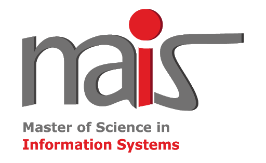 mais
Master of Science in
Information Systems